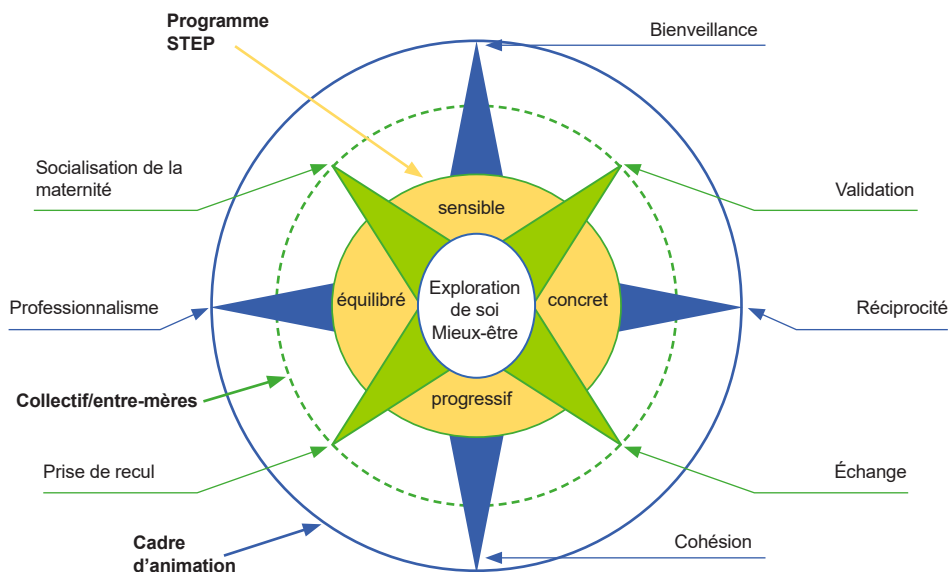 Programme
STEP
Bienveillance
Socialisation de la
maternité
Validation
sensible
Professionnalisme
équilibré
Exploration
de soi
Mieux-être
concret
Réciprocité
Collectif/entre-mères
progressif
Prise de recul
Échange
Cadre
d'animation
Cohésion